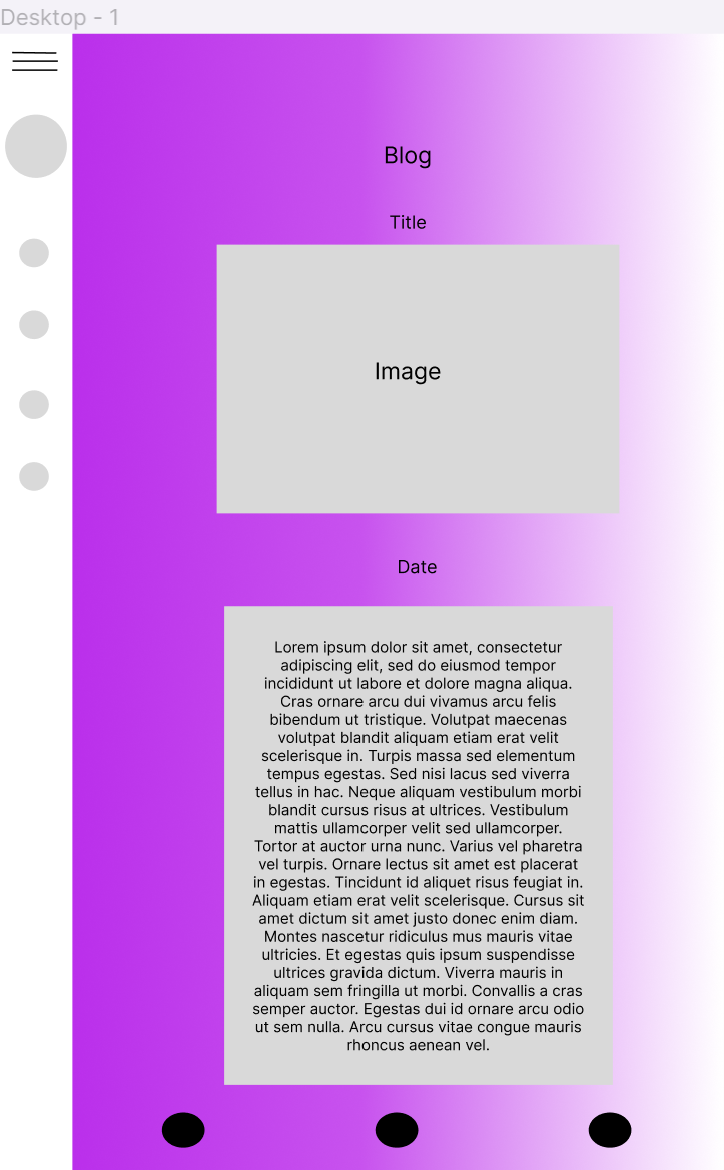 Desktop - 1
Blog
Title
Image
Date
Lorem ipsum dolor sit amet, consectetur
adipiscing elit, sed do eiusmod tempor
incididunt ut labore et dolore magna aliqua.
Cras ornare arcu dui vivamus arcu felis
bibendum ut tristique. Volutpat maecenas
volutpat blandit aliquam etiam erat velit
scelerisque in. Turpis massa sed elementum
tempus egestas. Sed nisi lacus sed viverra
tellus in hac. Neque aliquam vestibulum morbi
blandit cursus risus at ultrices. Vestibulum
mattis ullamcorper velit sed ullamcorper.
Tortor at auctor urna nunc. Varius vel pharetra
vel turpis. Ornare lectus sit amet est placerat
in egestas. Tincidunt id aliquet risus feugiat in.
Aliquam etiam erat velit scelerisque. Cursus sit
amet dictum sit amet justo donec enim diam.
Montes nascetur ridiculus mus mauris vitae
ultricies. Et egestas quis ipsum suspendisse
ultrices gravida dictum. Viverra mauris in
aliquam sem fringilla ut morbi. Convallis a cras
semper auctor. Egestas dui id ornare arcu odio
ut sem nulla. Arcu cursus vitae congue mauris
rhoncus aenean vel.